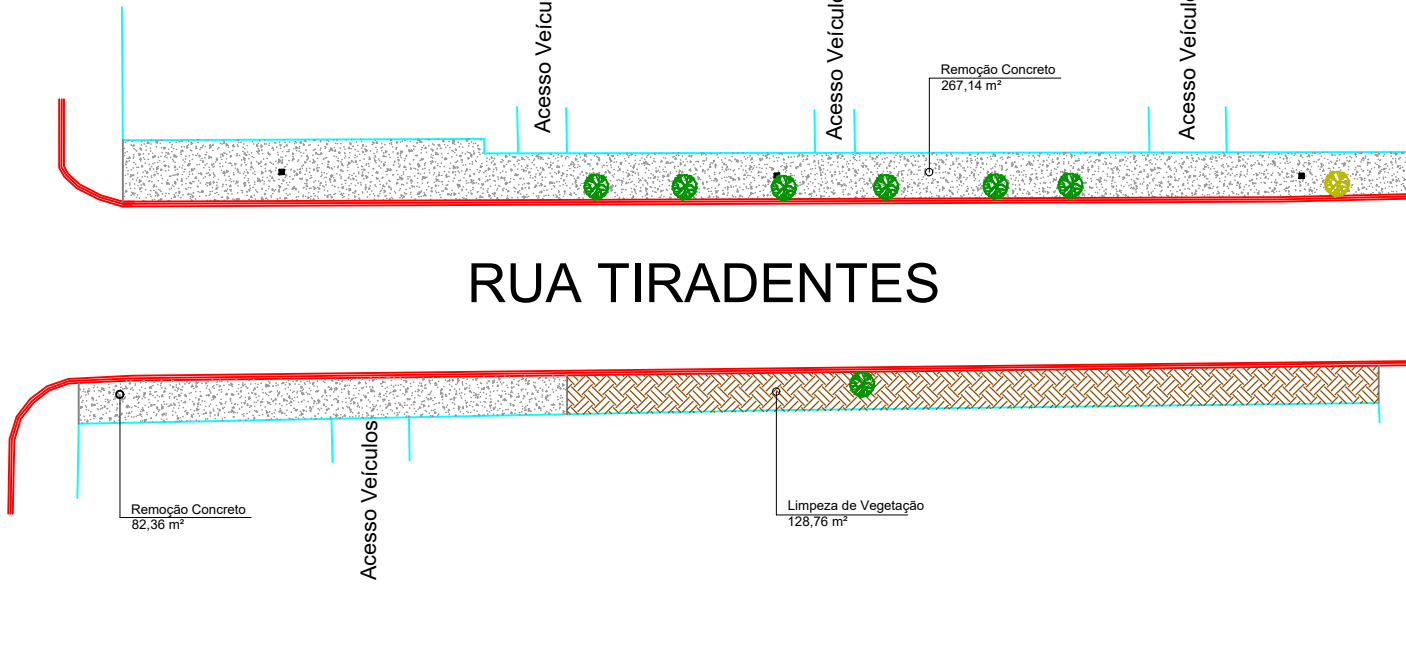 Acesso Veícu
Acesso Veícul
Acesso Veícul
Remoção Concreto
267,14 m²
RUA TIRADENTES
Remoção Concreto
82,36 m²
Acesso Veículos
Limpeza de Vegetação
128,76 m²